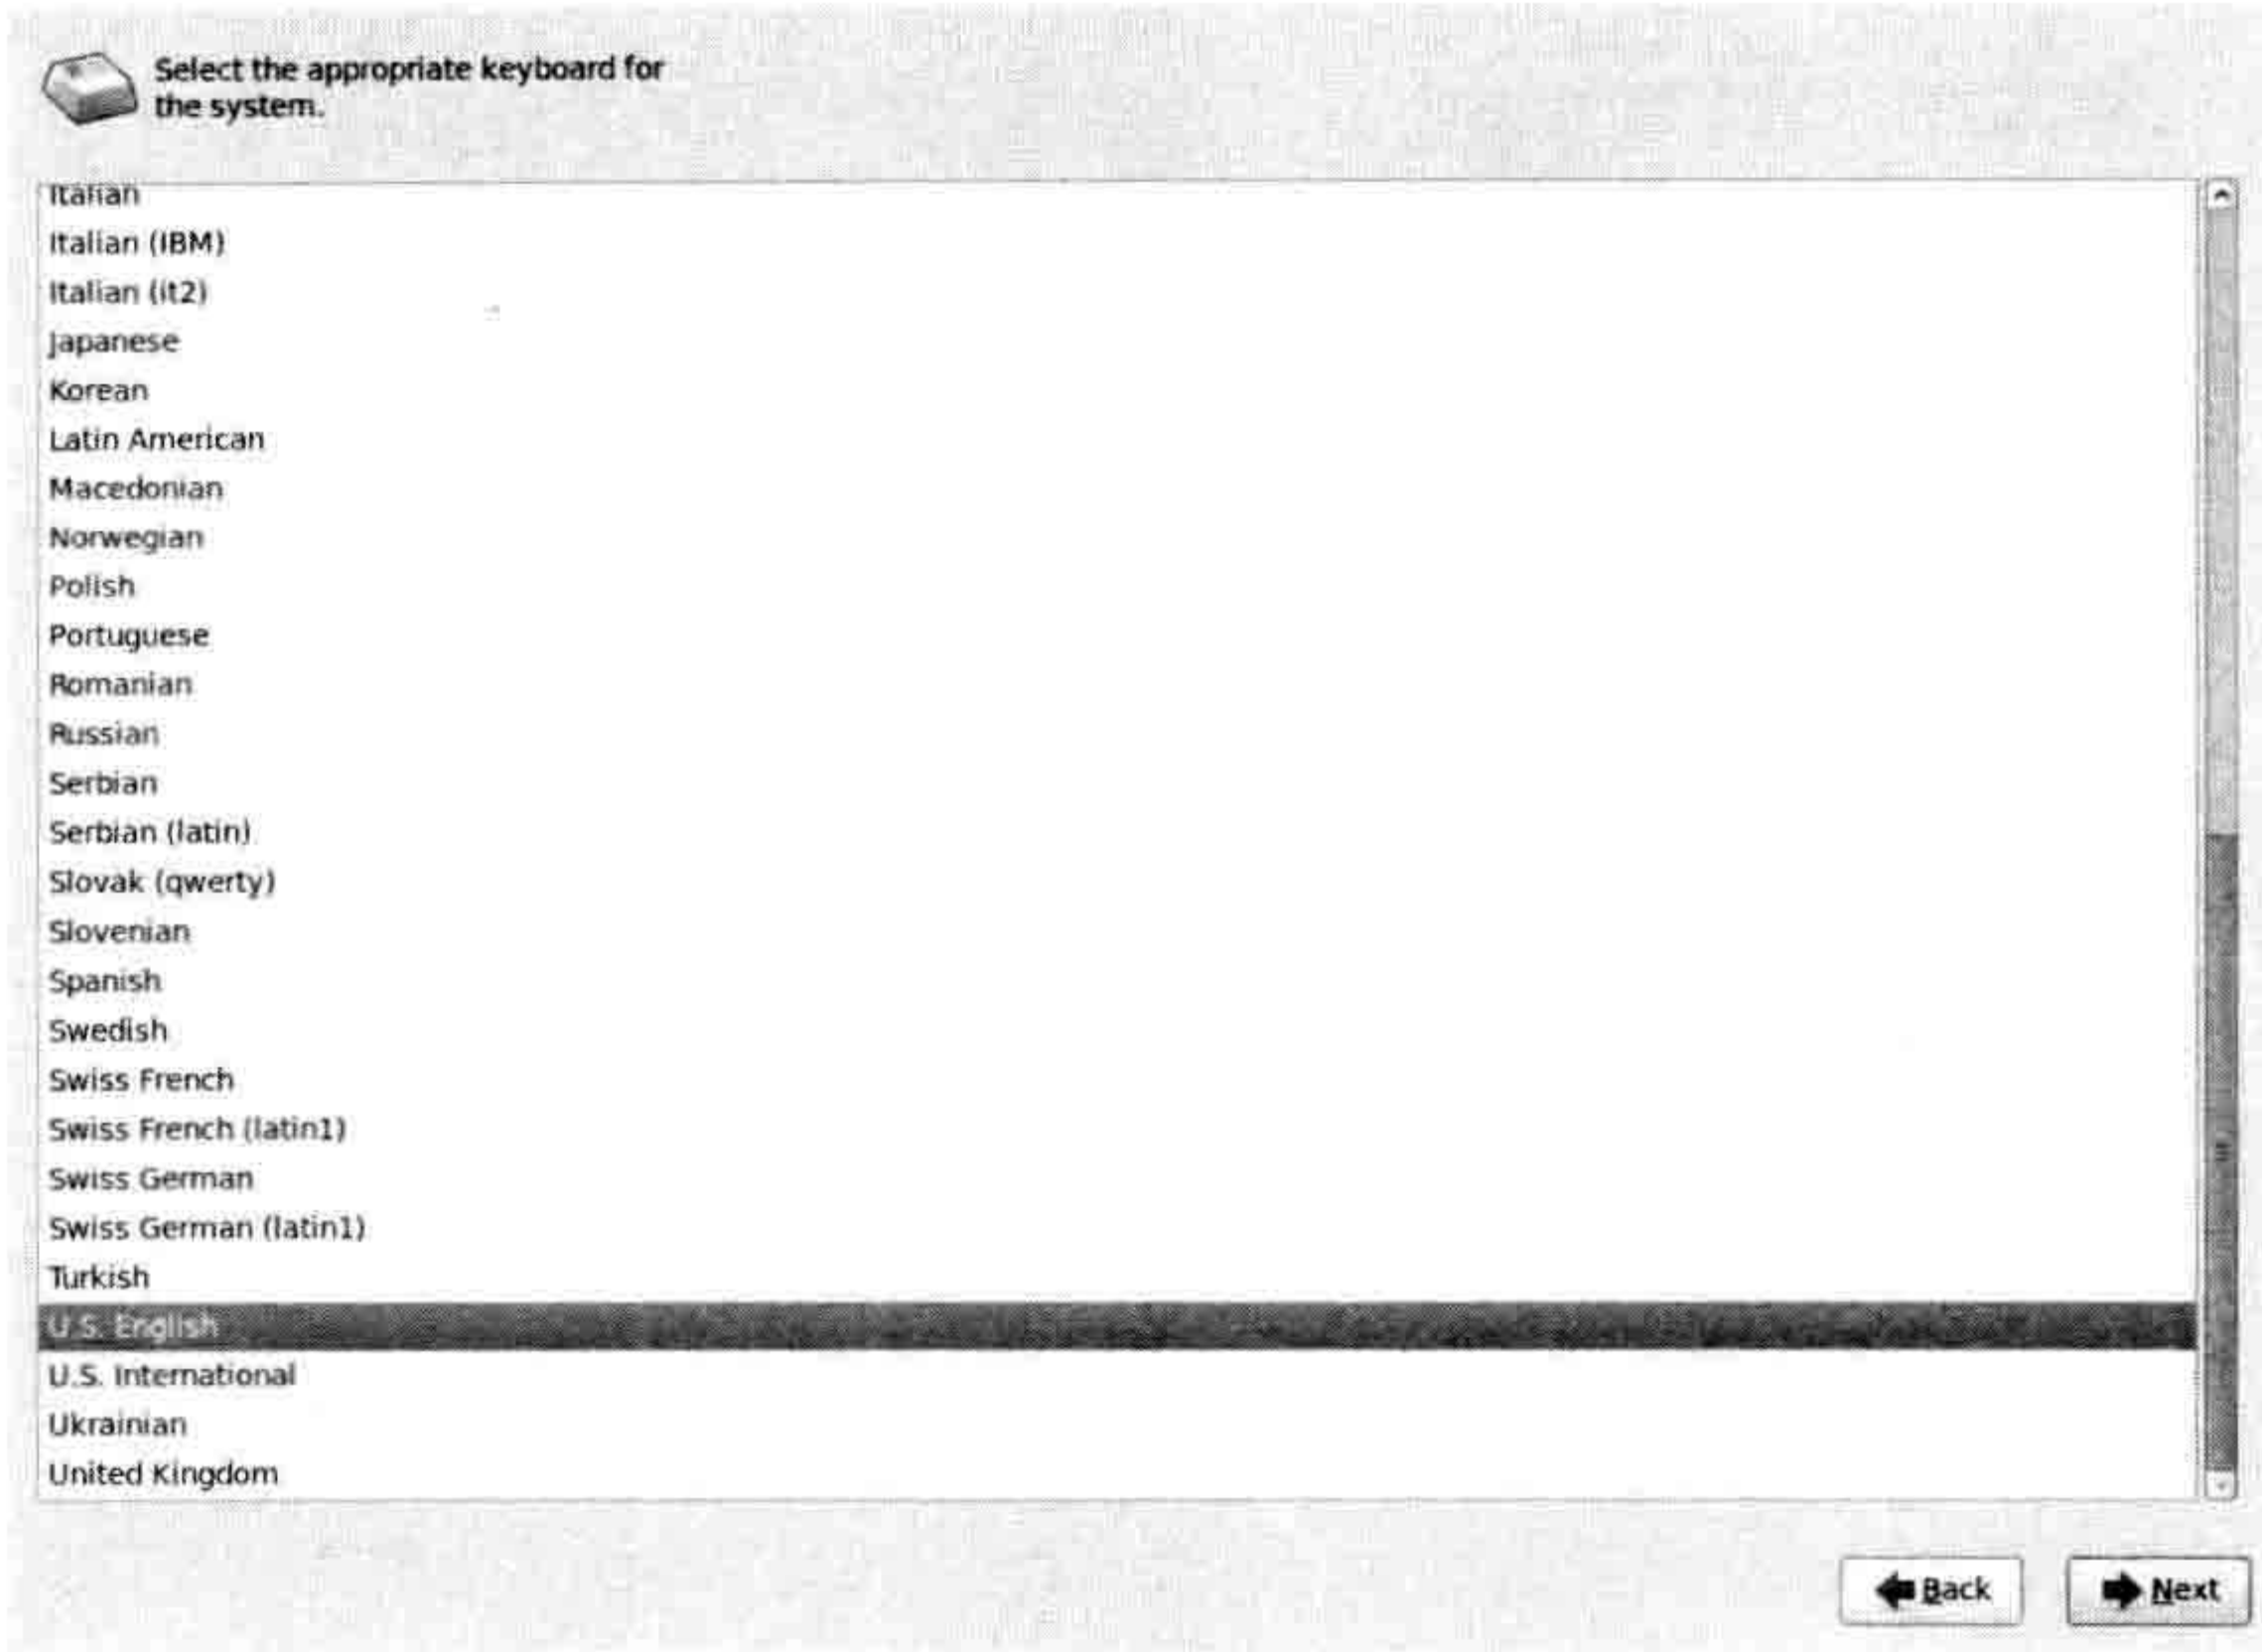 Select the appropriate keyboard for
the system.
Italian
Italian (IBM)
Italian (it2)
Japanese
Korean
Latin American
Macedonian
Norwegian
Polish
Portuguese
Romanian
Russian
Serbian
Serbian (latin)
Slovak (qwerty)
Slovenian
Spanish
Swedish
Swiss French
Swiss French (latin1)
Swiss German
Swiss German (latin1)
Turkish
U.S. English
U.S. International
Ukrainian
United Kingdom
Back Next